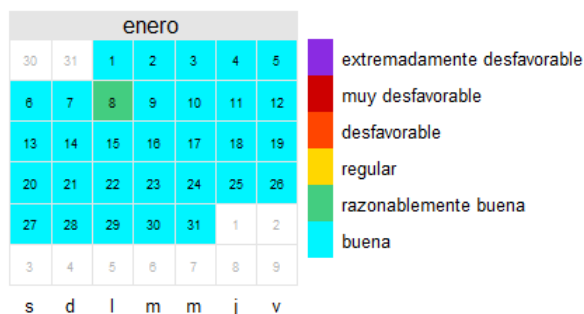 enero
30 31 1 2 3 4 5
6 7 8 9 10 11 12
13 14 15 16 17 18 19
20 21 22 23 24 25 26
27 28 29 30 31 1 2
3 4 5 6 7 8 9
s d l m m j v
extremadamente desfavorable
muy desfavorable
desfavorable
regular
razonablemente buena
buena